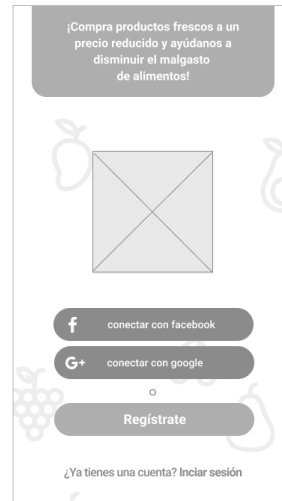 ¡Compra productos frescos a un
precio reducido y ayúdanos a
disminuir el malgasto
de alimentos!
f conectar con facebook
G+ conectar con google
o
Regístrate
¿Ya tienes una cuenta? Inciar sesión